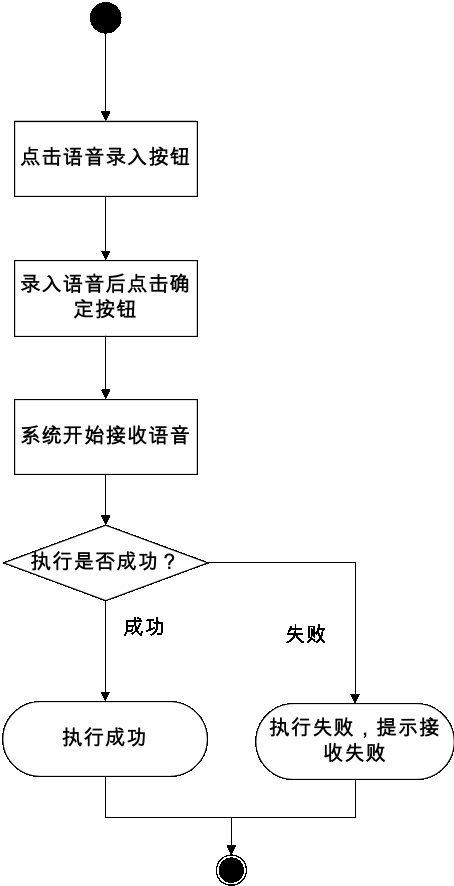 点击语音录入按钮
录入语音后点击确
定按钮
系统开始接收语音
执行是否成功？
成功
失败
执行成功
执行失败，提示接
收失败